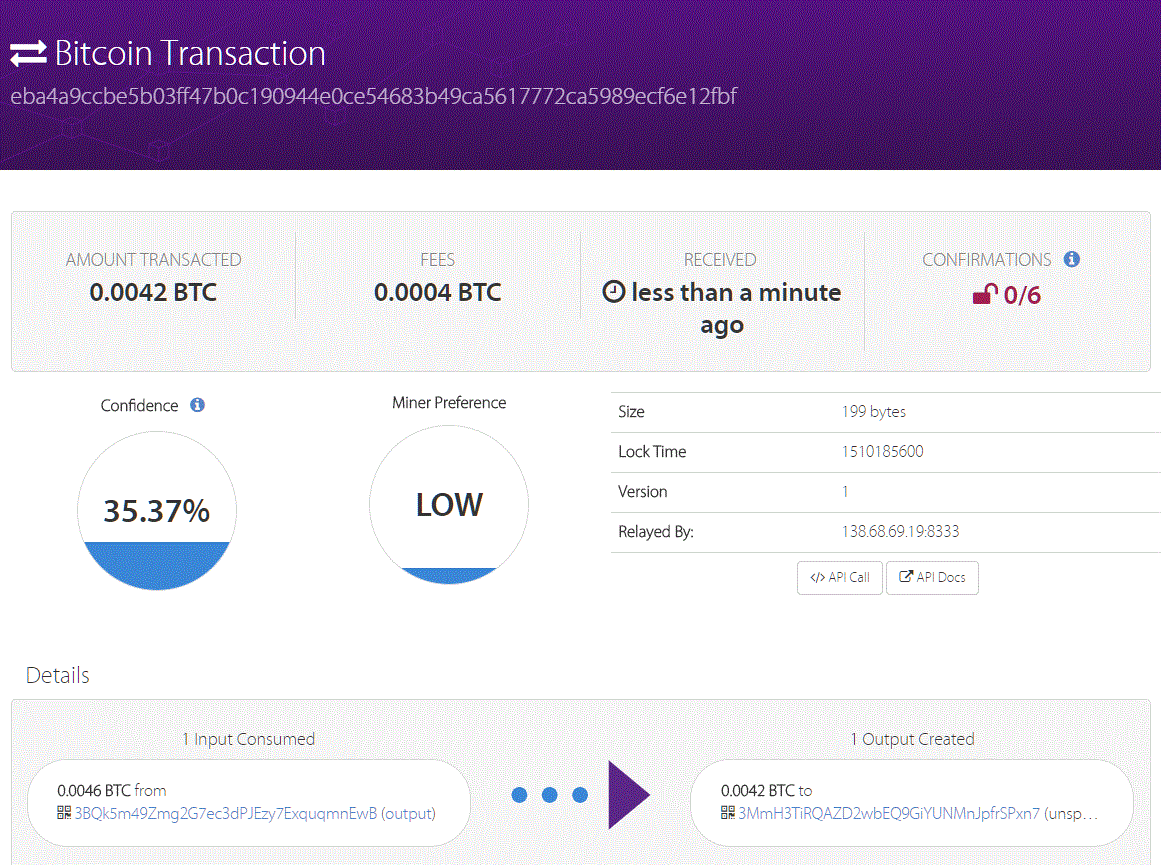 Bitcoin Transaction
eba4a9ccbe5b03ff47b0c190944e0ce54683b49ca5617772ca5989ecf6e12fbf
AMOUNT TRANSACTED
0.0042 BTC
FEES
0.0004 BTC
RECEIVED
less than a minute
ago
CONFIRMATIONS
0/6
Confidence
35.37%
Miner Preference
LOW
Size 199 bytes
Lock Time 1510185600
Version 1
Relayed By: 138.68.69.19:8333
</> API Call
API Docs
Details
1 Input Consumed
0.0046 BTC from
3BQk5m49Zmg2G7ec3dPJEzy7ExquqmnEwB (output)
1 Output Created
0.0042 BTC to
3MmH3TiRQAZD2wbEQ9GiYUNMnJpfrSPxn7 (unsp...